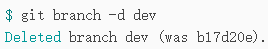 $ git branch -d dev
Deleted branch dev (was b17d20e).